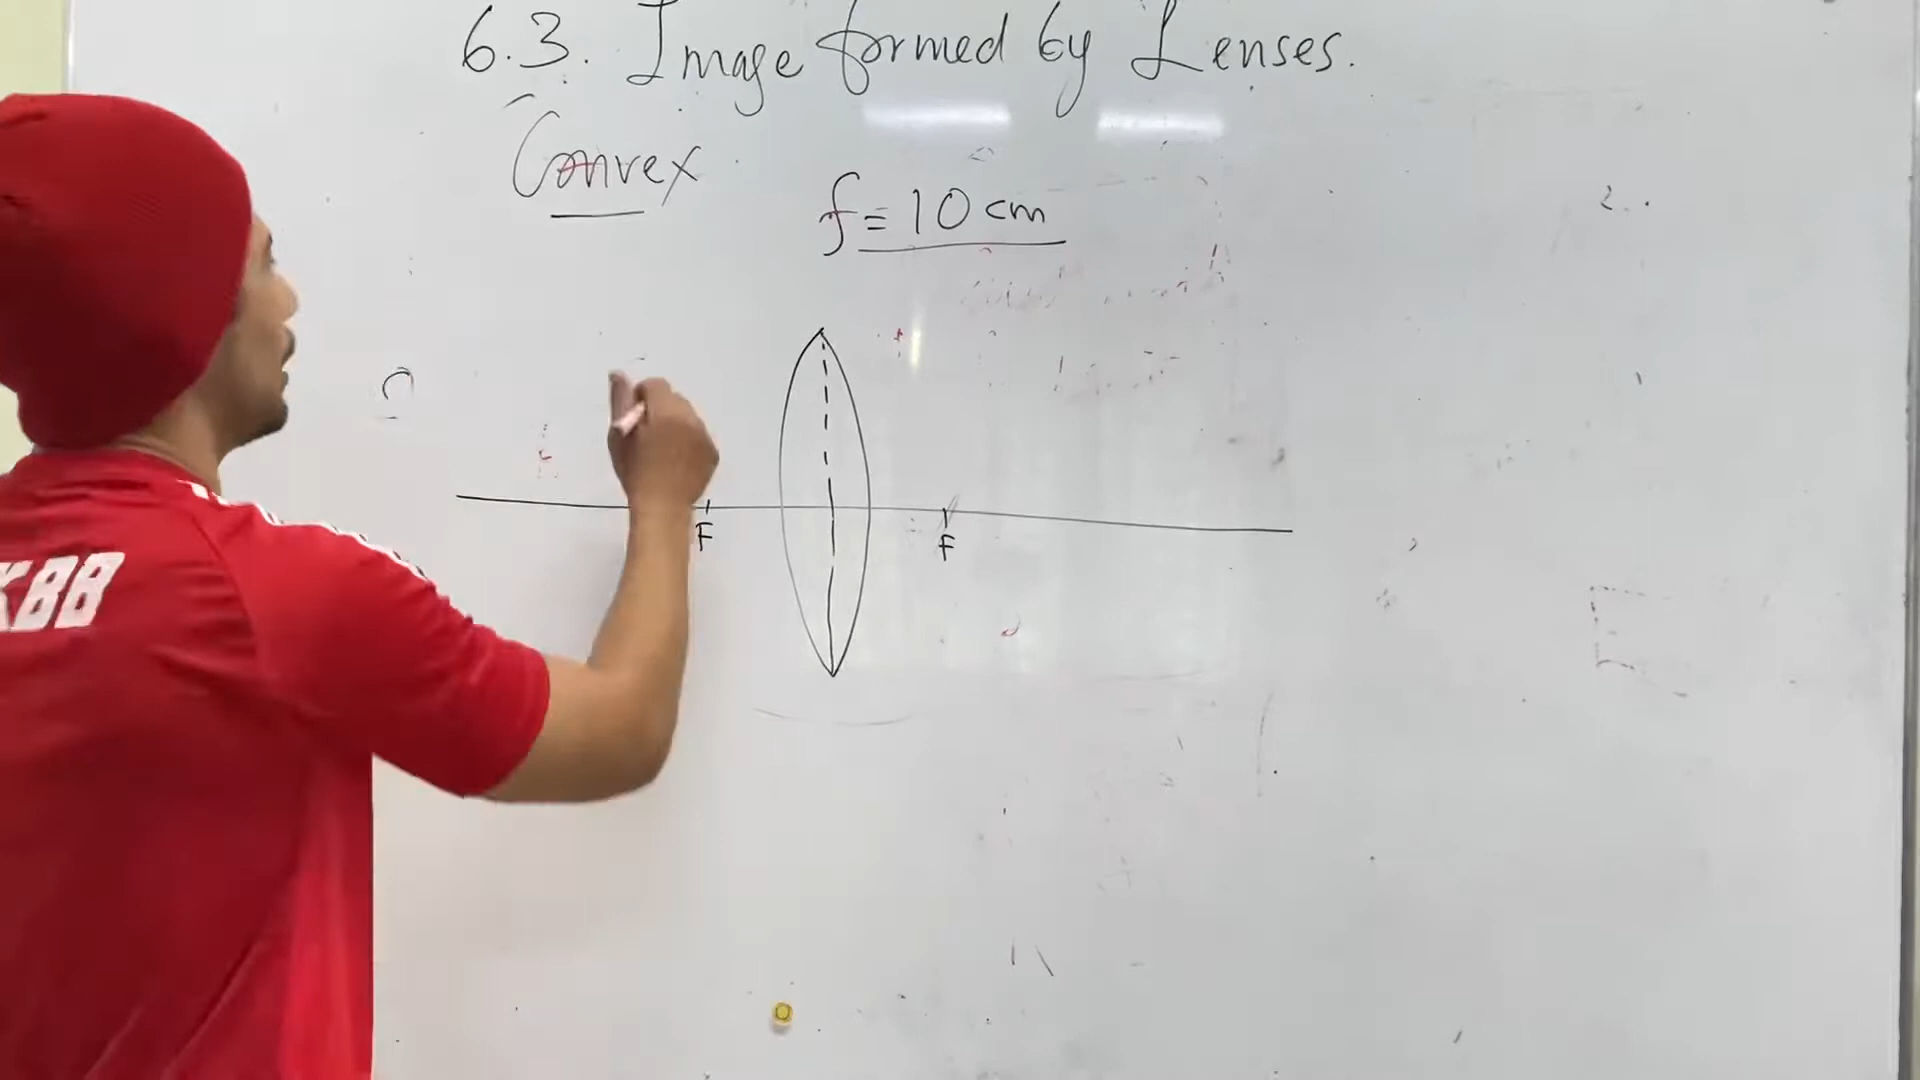 6.3. Image formed by Lenses.
Convex
f = 10 cm
F
F
KBB